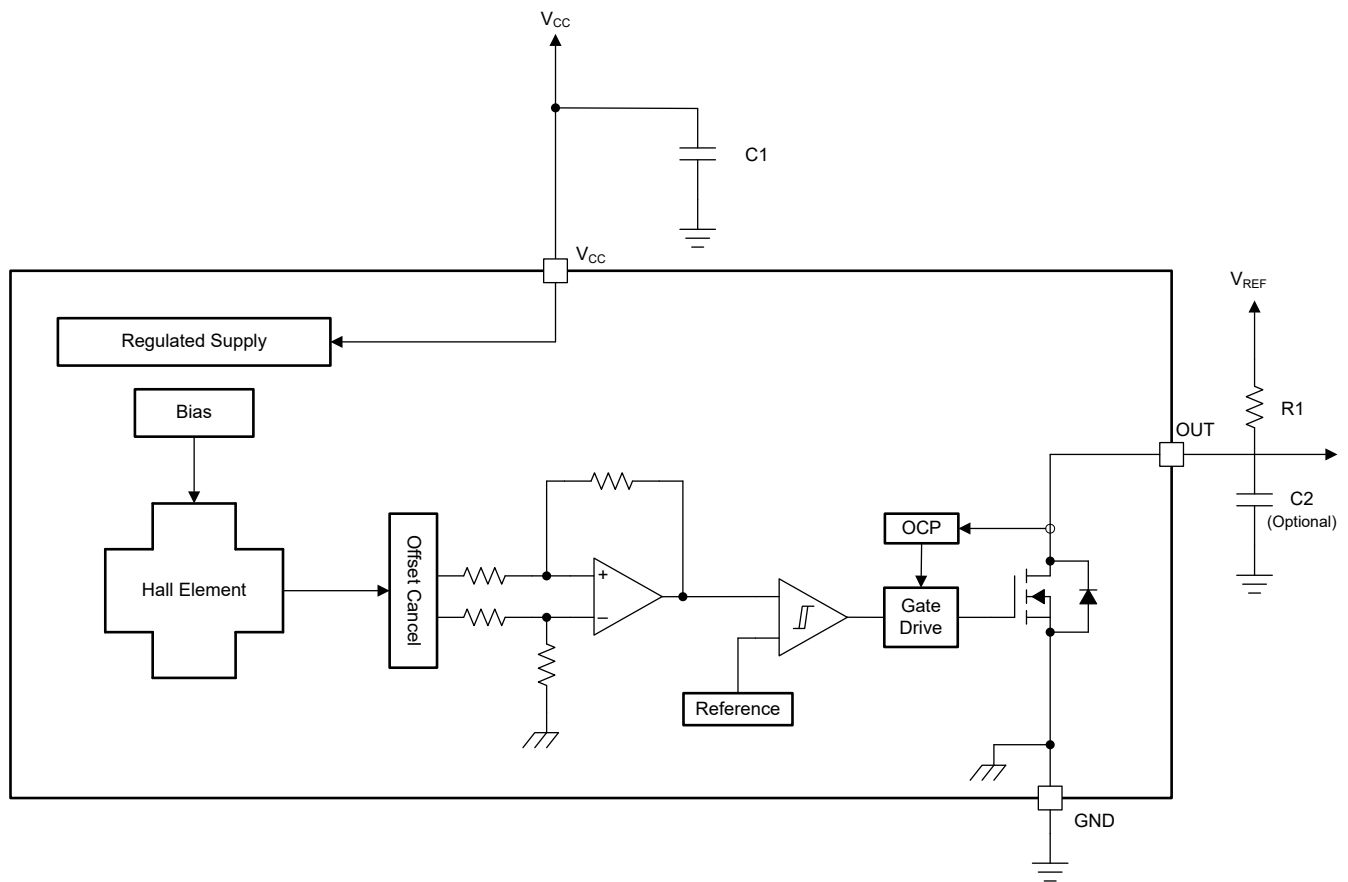 VCC
C1
VCC
VREF
Regulated Supply
Bias
R1
OUT
C2
(Optional)
OCP
Offset Cancel
+
Hall Element
Gate
Drive
−
Reference
GND